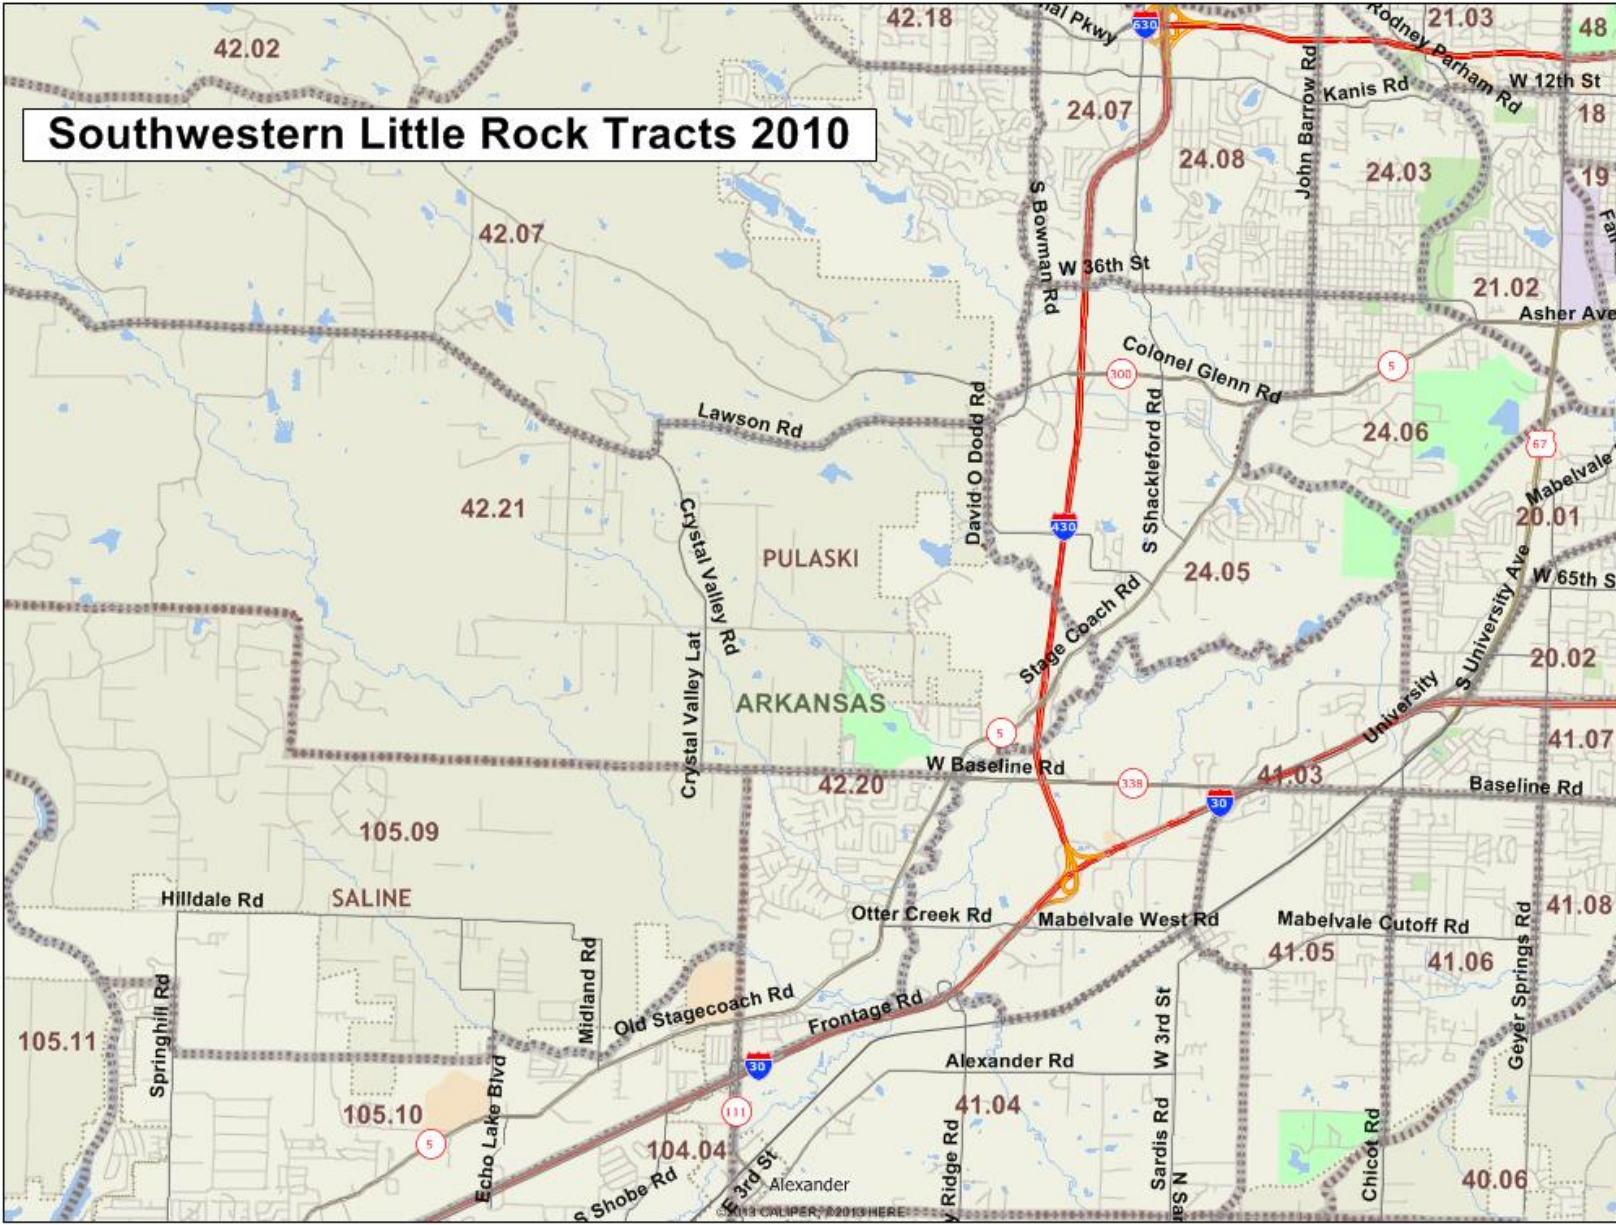 42.18
nal Pkwy
630
Rodney Parham Rd
21.03
48
42.02
John Barrow Rd
Kanis Rd
W 12th St
24.07
18
Southwestern Little Rock Tracts 2010
24.08
24.03
19
Fair
S Bowman Rd
42.07
W 36th St
21.02
Asher Ave
Colonel Glenn Rd
300
5
David O Dodd Rd
S Shackleford Rd
Lawson Rd
24.06
67
Mabelvale
42.21
Crystal Valley Rd
430
20.01
PULASKI
24.05
W 65th S
Stage Coach Rd
S University Ave
20.02
Crystal Valley Lat
ARKANSAS
University
5
41.07
W Baseline Rd
42.20
338
41.03
Baseline Rd
30
105.09
SALINE
Hilldale Rd
Otter Creek Rd
Mabelvale West Rd
Mabelvale Cutoff Rd
41.08
41.05
41.06
Geyer Springs Rd
Midland Rd
Springhill Rd
Old Stagecoach Rd
Frontage Rd
W 3rd St
105.11
30
Alexander Rd
Echo Lake Blvd
105.10
5
111
41.04
104.04
Chicot Rd
Sardis Rd
y Ridge Rd
S Shobe Rd
E 3rd St
Alexander
N Sar
40.06
©2013 CALIPER; ©2013 HERE